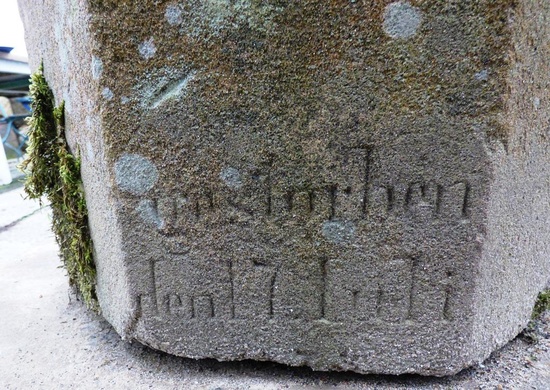 gestorben
den 17. Juli